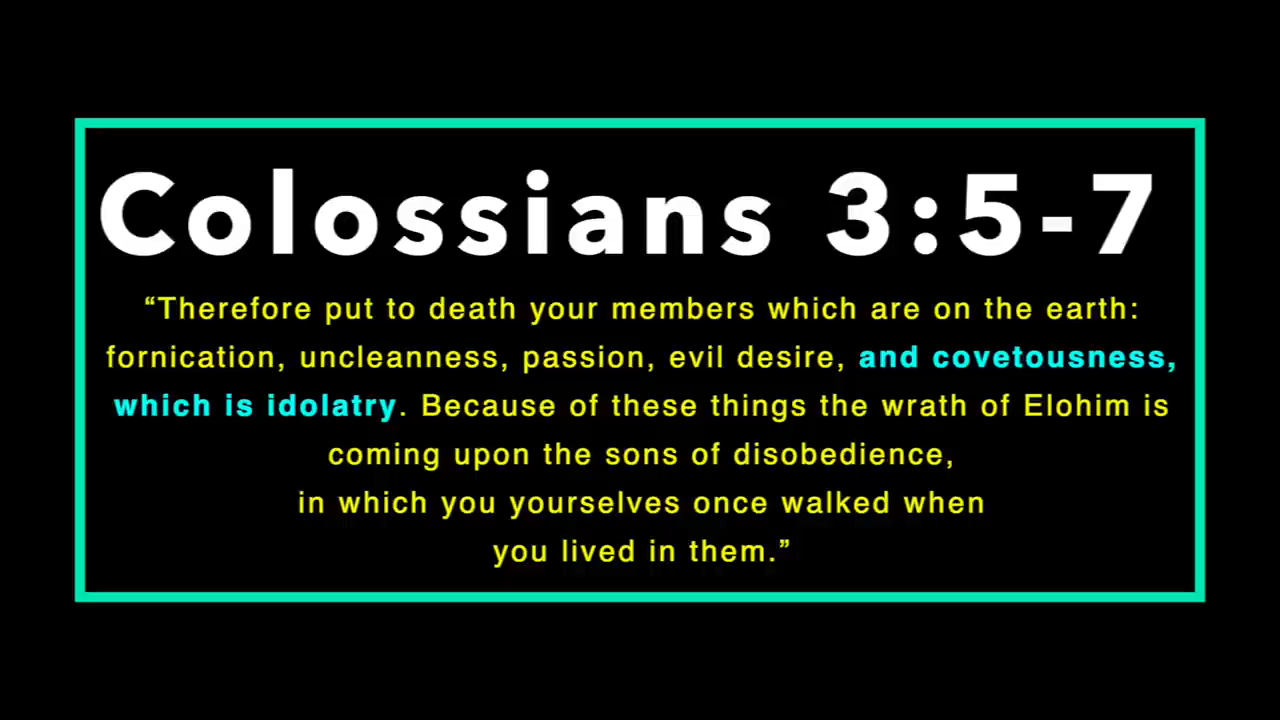 Colossians 3:5-7
“Therefore put to death your members which are on the earth:
fornication, uncleanness, passion, evil desire, and covetousness,
which is idolatry. Because of these things the wrath of Elohim is
coming upon the sons of disobedience,
in which you yourselves once walked when
you lived in them.”